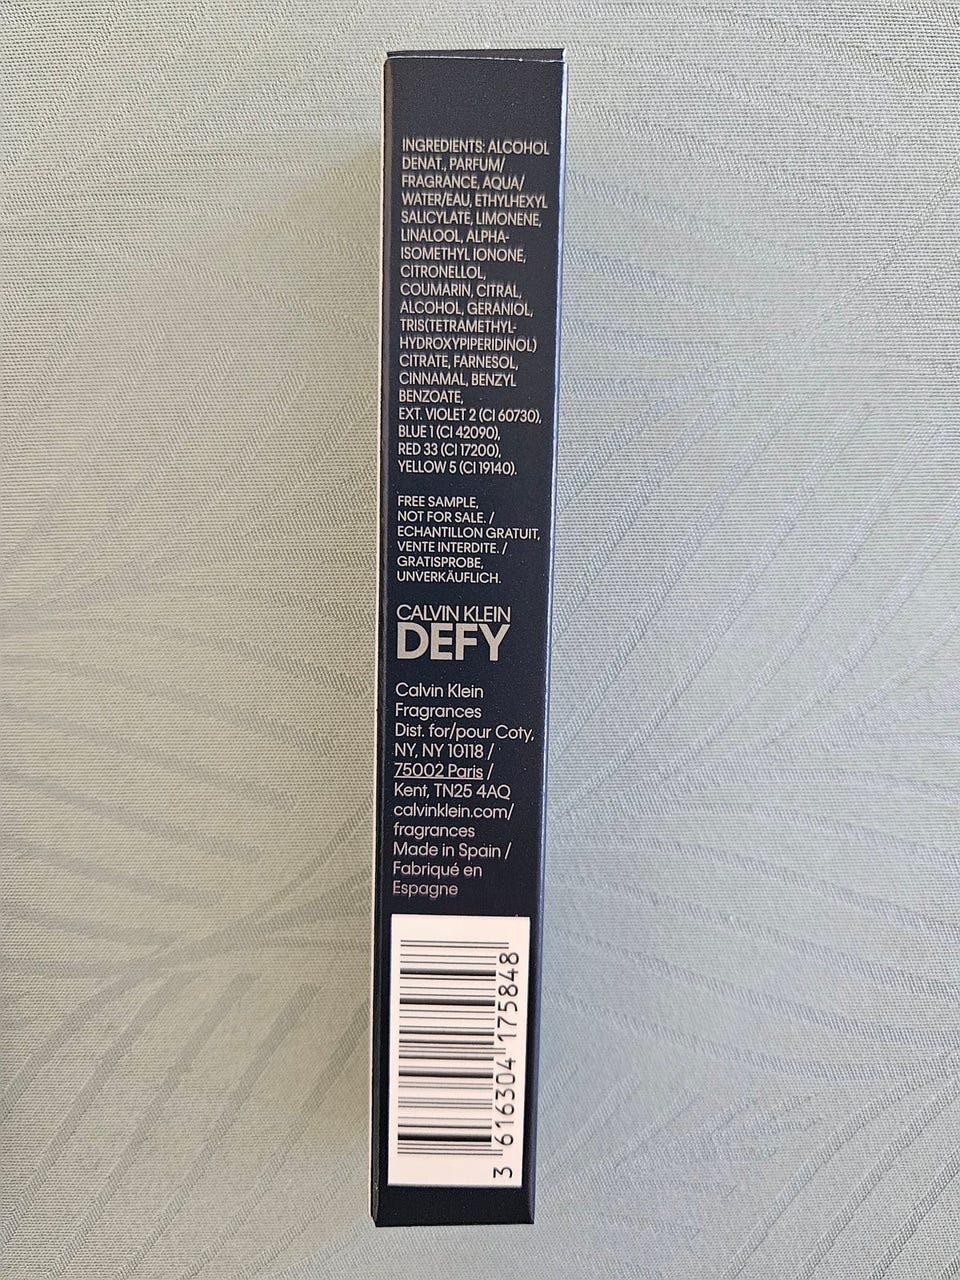 INGREDIENTS: ALCOHOL
DENAT., PARFUM/
FRAGRANCE, AQUA/
WATER/EAU, ETHYLHEXYL
SALICYLATE, LIMONENE,
LINALOOL, ALPHA-
ISOMETHYL IONONE,
CITRONELLOL,
COUMARIN, CITRAL,
ALCOHOL, GERANIOL,
TRIS(TETRAMETHYL-
HYDROXYPIPERIDINOL)
CITRATE, FARNESOL,
CINNAMAL, BENZYL
BENZOATE,
EXT. VIOLET 2 (CI 60730),
BLUE 1 (CI 42090),
RED 33 (CI 17200),
YELLOW 5 (CI 19140).
FREE SAMPLE,
NOT FOR SALE. /
ECHANTILLON GRATUIT,
VENTE INTERDITE. /
GRATISPROBE,
UNVERKÄUFLICH.
CALVIN KLEIN
DEFY
Calvin Klein
Fragrances
Dist. for/pour Coty,
NY, NY 10118 /
75002 Paris /
Kent, TN25 4AQ
calvinklein.com/
fragrances
Made in Spain /
Fabriqué en
Espagne
3 616304 175848